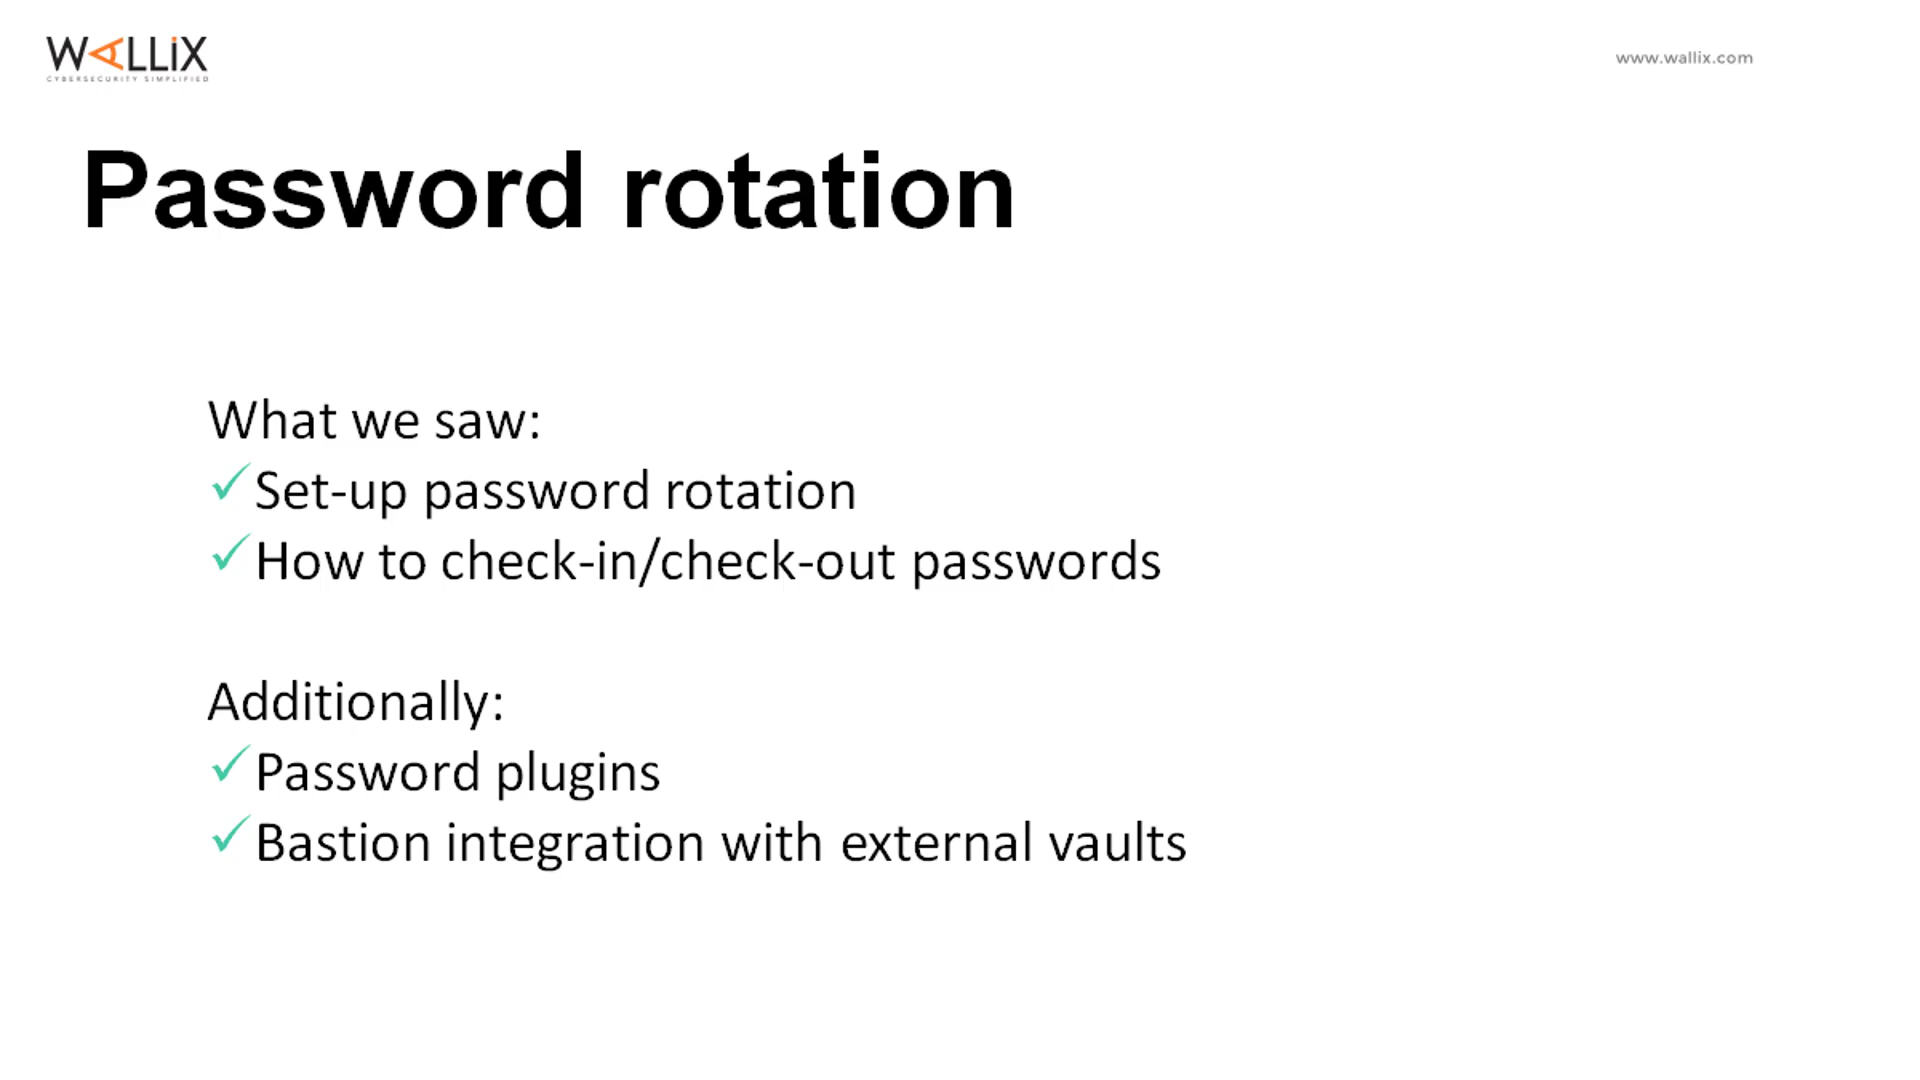 WALLiX
CYBERSECURITY SIMPLIFIED
www.wallix.com
Password rotation
What we saw:
✓Set-up password rotation
✓How to check-in/check-out passwords
Additionally:
✓Password plugins
✓Bastion integration with external vaults